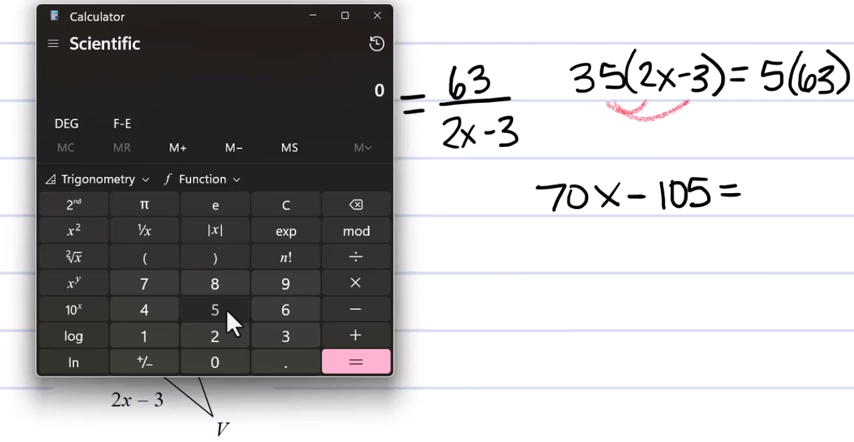 Calculator
Scientific
0
DEG F-E
MC MR M+ M− MS M
Trigonometry f Function
2nd π e C
x² ¹/x |x| exp mod
²√x ( ) n! ÷
xʸ 7 8 9 ×
10ˣ 4 5 6 −
log 1 2 3 +
ln +/− 0 . =
= 63/(2x-3)
35(2x-3) = 5(63)
70x - 105 =
2x − 3
V